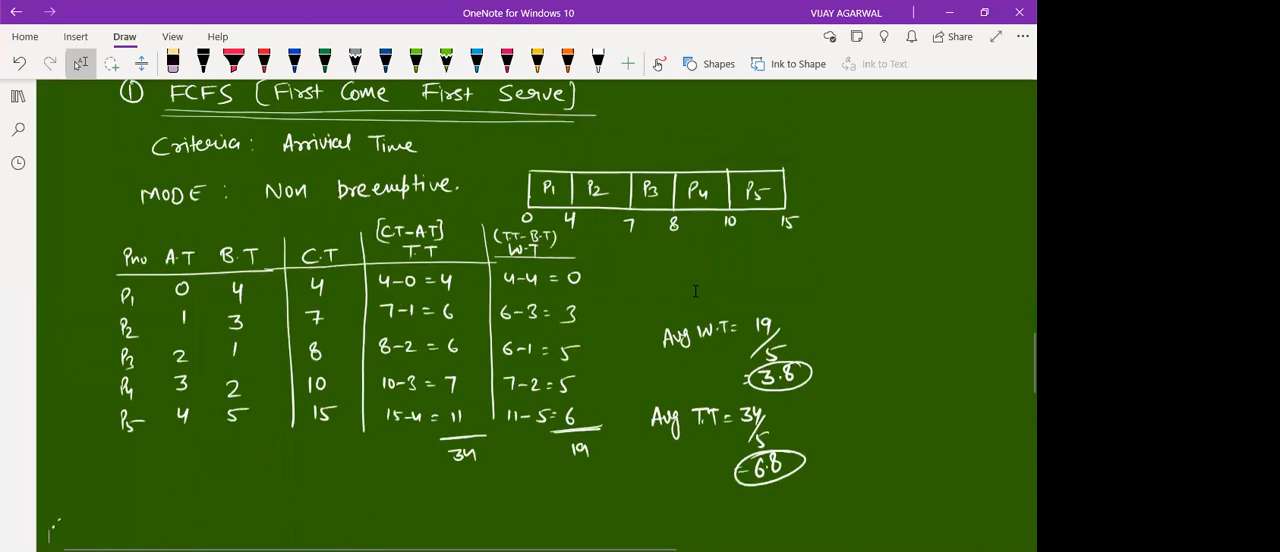 OneNote for Windows 10
VIJAY AGARWAL
Home Insert Draw View Help
Share
Shapes Ink to Shape Ink to Text
① FCFS [First Come First Serve]
Criteria: Arrivial Time
MODE: Non Preemptive.
P1 P2 P3 P4 P5
0 4 7 8 10 15
[CT-AT] (TT-B.T)
Pno A.T B.T C.T T.T W.T
P1 0 4 4 4-0 = 4 4-4 = 0
P2 1 3 7 7-1 = 6 6-3 = 3
P3 2 1 8 8-2 = 6 6-1 = 5
P4 3 2 10 10-3 = 7 7-2 = 5
P5 4 5 15 15-4 = 11 11-5 = 6
34 19
Avg W.T = 19/5
= 3.8
Avg T.T = 34/5
= 6.8